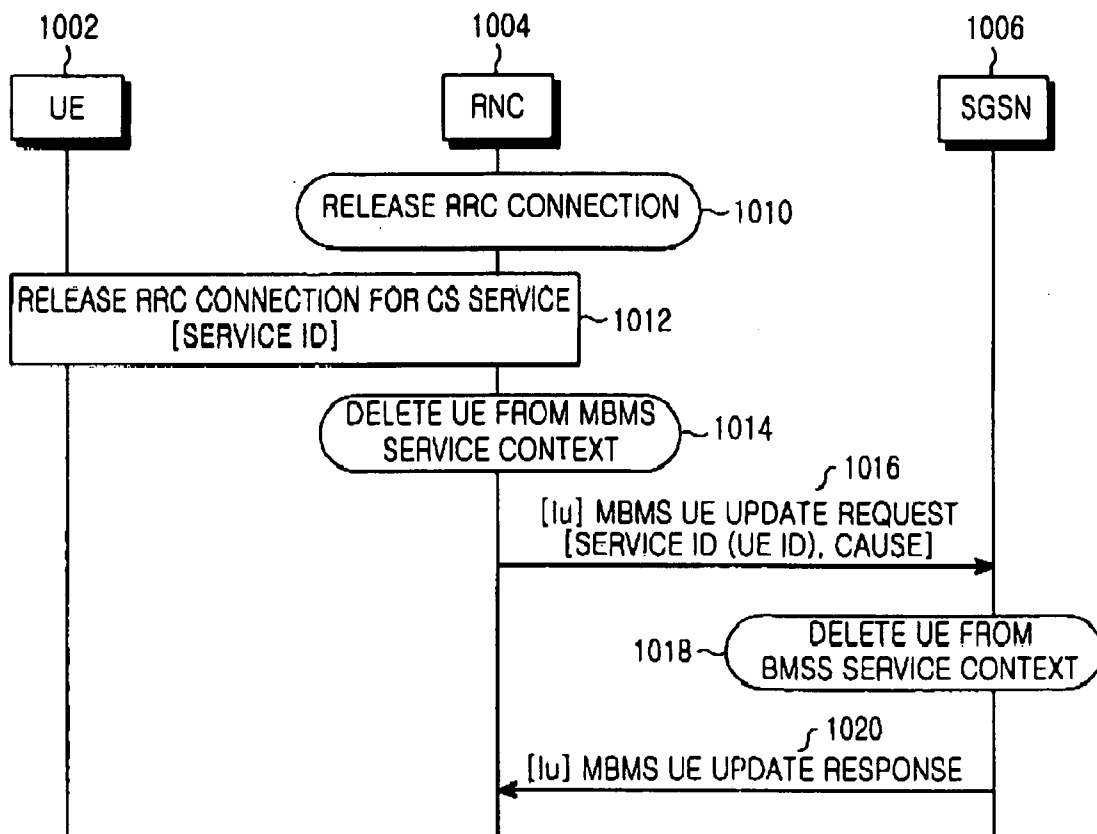 1002
1004
1006
UE
RNC
SGSN
RELEASE RRC CONNECTION
1010
RELEASE RRC CONNECTION FOR CS SERVICE
[SERVICE ID]
1012
DELETE UE FROM MBMS
SERVICE CONTEXT
1014
1016
[Iu] MBMS UE UPDATE REQUEST
[SERVICE ID (UE ID), CAUSE]
1018
DELETE UE FROM
BMSS SERVICE CONTEXT
1020
[Iu] MBMS UE UPDATE RESPONSE